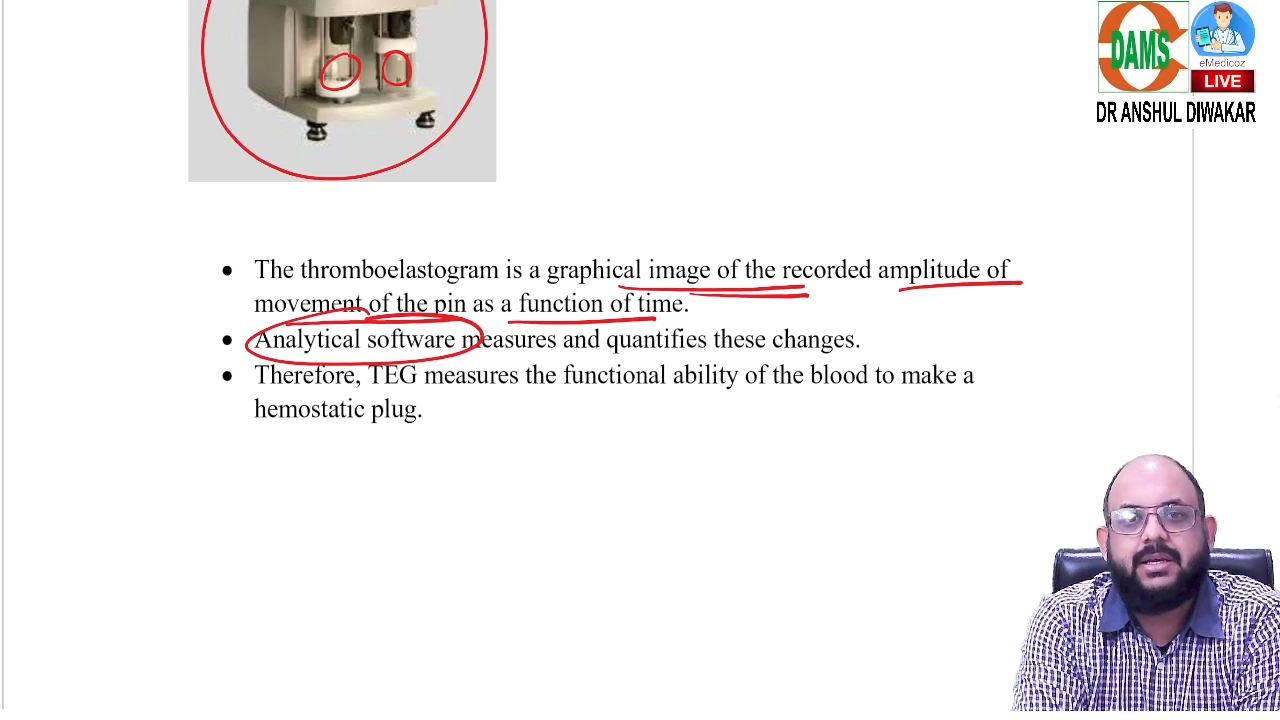 DAMS
eMedicoz
LIVE
DR ANSHUL DIWAKAR
• The thromboelastogram is a graphical image of the recorded amplitude of
movement of the pin as a function of time.
• Analytical software measures and quantifies these changes.
• Therefore, TEG measures the functional ability of the blood to make a
hemostatic plug.